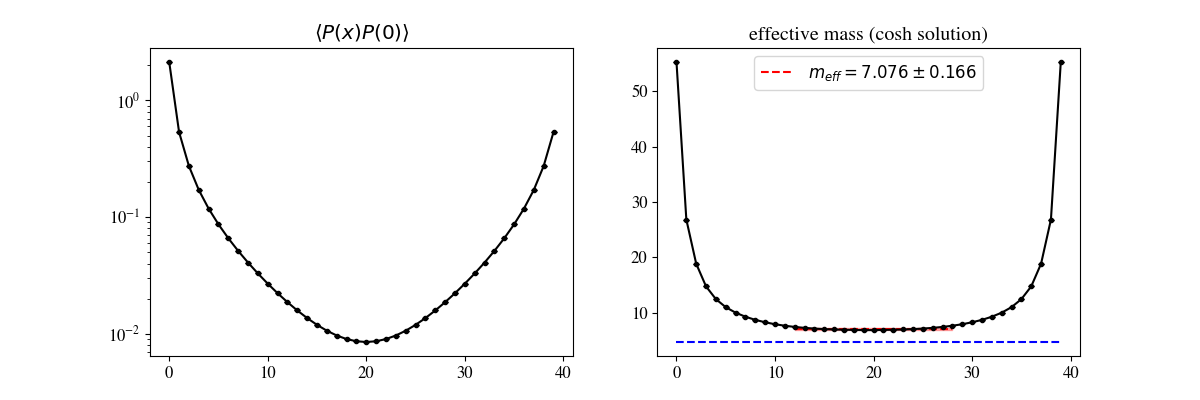 ⟨P(x)P(0)⟩
10⁰
10⁻¹
10⁻²
0 10 20 30 40
effective mass (cosh solution)
m_eff = 7.076 ± 0.166
50
40
30
20
10
0 10 20 30 40